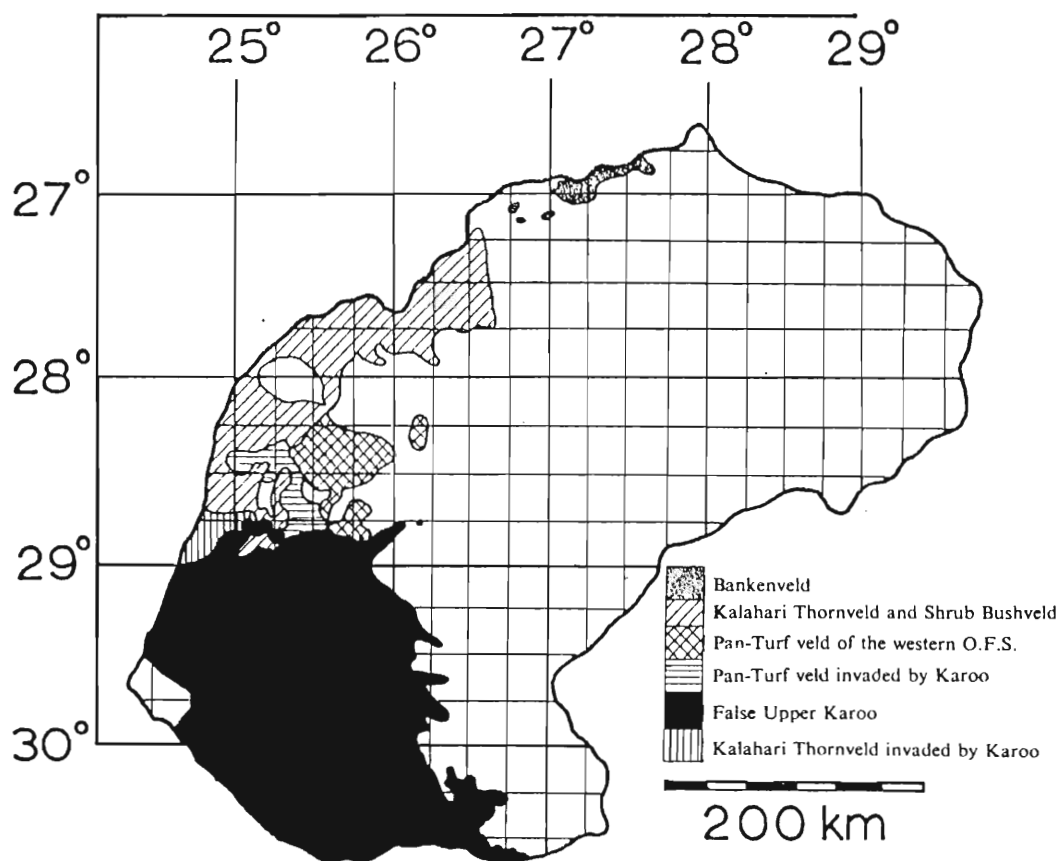 25° 26° 27° 28° 29°
27°
28°
29°
30°
Bankenveld
Kalahari Thornveld and Shrub Bushveld
Pan-Turf veld of the western O.F.S.
Pan-Turf veld invaded by Karoo
False Upper Karoo
Kalahari Thornveld invaded by Karoo
200 km